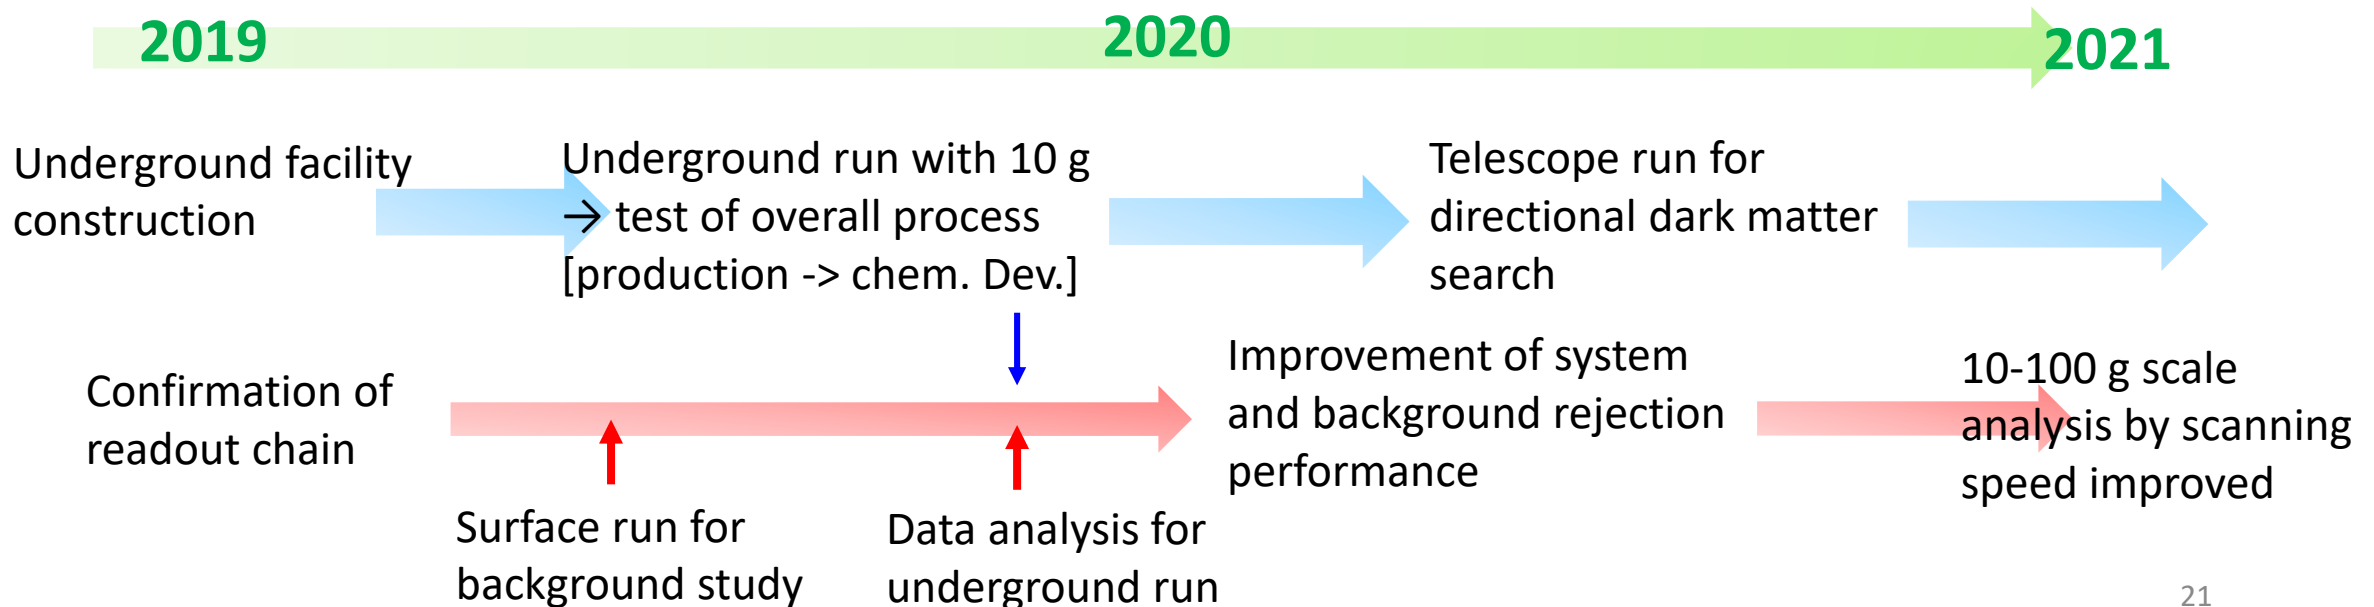 2019
2020
2021
Underground facility
construction
Underground run with 10 g
→ test of overall process
[production -> chem. Dev.]
Telescope run for
directional dark matter
search
Confirmation of
readout chain
Improvement of system
and background rejection
performance
10-100 g scale
analysis by scanning
speed improved
Surface run for
background study
Data analysis for
underground run
21